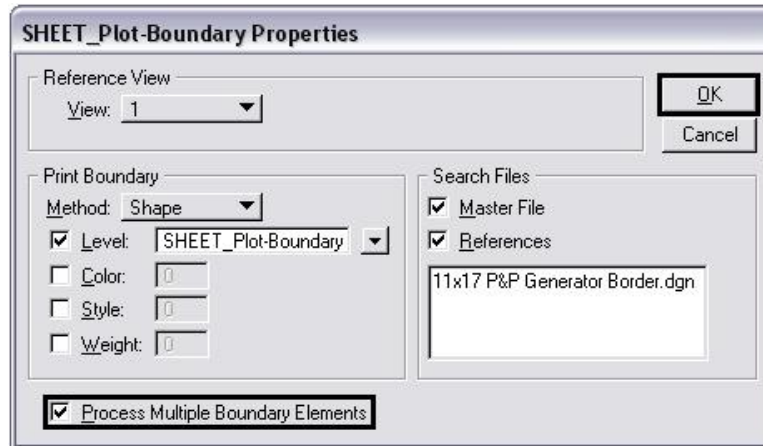 SHEET_Plot-Boundary Properties
Reference View
View: 1
OK
Cancel
Print Boundary
Method: Shape
Level: SHEET_Plot-Boundary
Color: 0
Style: 0
Weight: 0
Search Files
Master File
References
11x17 P&P Generator Border.dgn
Process Multiple Boundary Elements